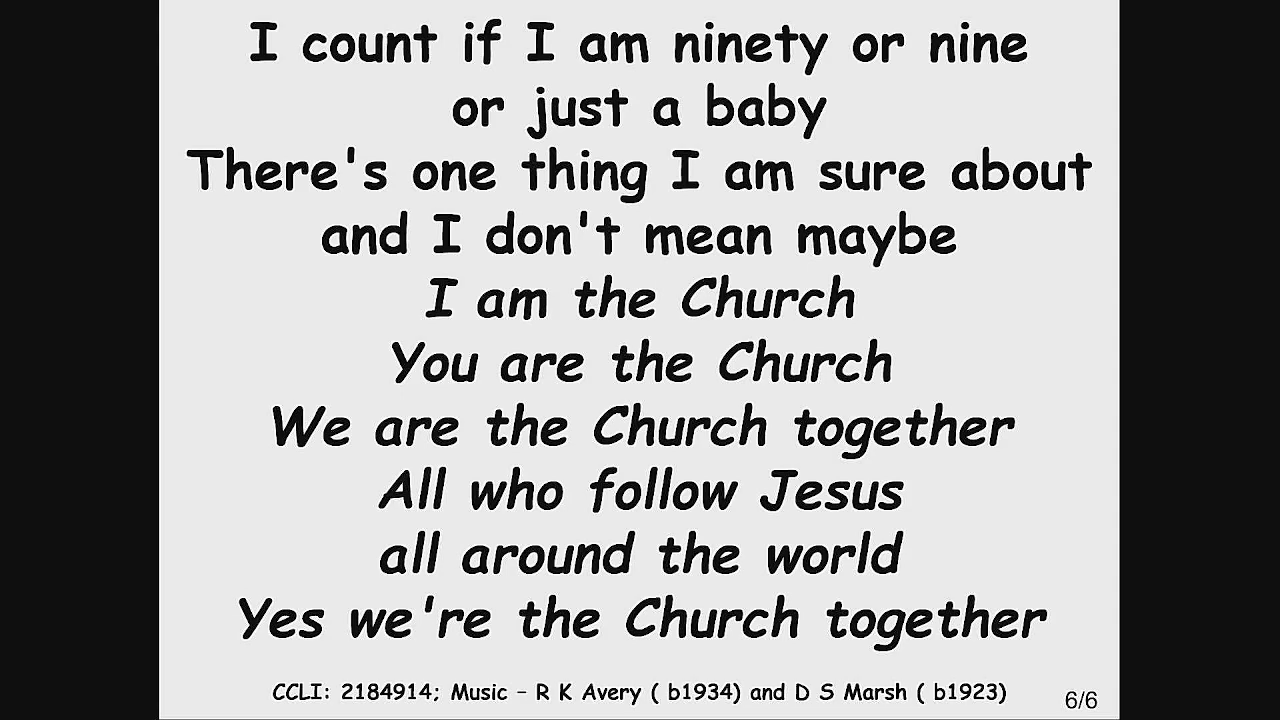 I count if I am ninety or nine
or just a baby
There's one thing I am sure about
and I don't mean maybe
I am the Church
You are the Church
We are the Church together
All who follow Jesus
all around the world
Yes we're the Church together
CCLI: 2184914; Music – R K Avery ( b1934) and D S Marsh ( b1923)
6/6